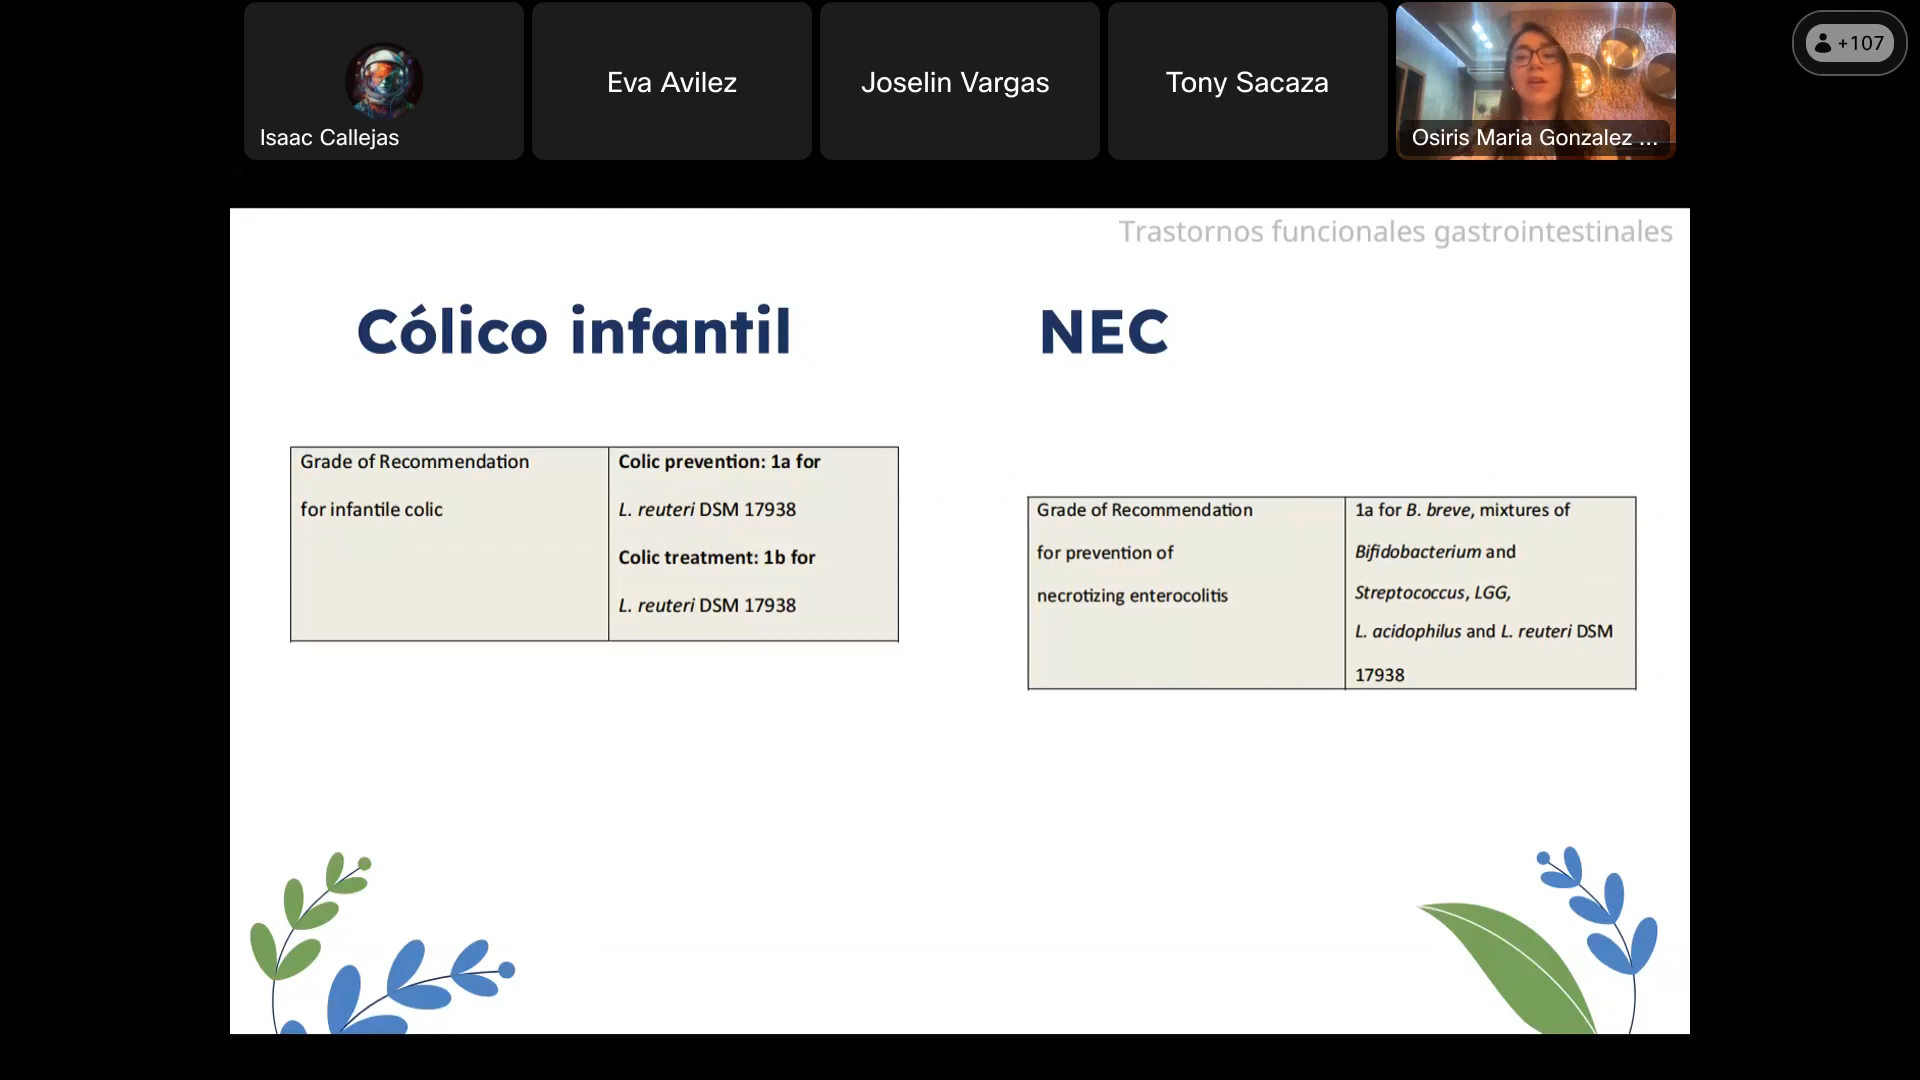 Isaac Callejas
Eva Avilez
Joselin Vargas
Tony Sacaza
Osiris Maria Gonzalez ...
+107
Trastornos funcionales gastrointestinales
Cólico infantil
Grade of Recommendation
for infantile colic
Colic prevention: 1a for
L. reuteri DSM 17938
Colic treatment: 1b for
L. reuteri DSM 17938
NEC
Grade of Recommendation
for prevention of
necrotizing enterocolitis
1a for B. breve, mixtures of
Bifidobacterium and
Streptococcus, LGG,
L. acidophilus and L. reuteri DSM
17938